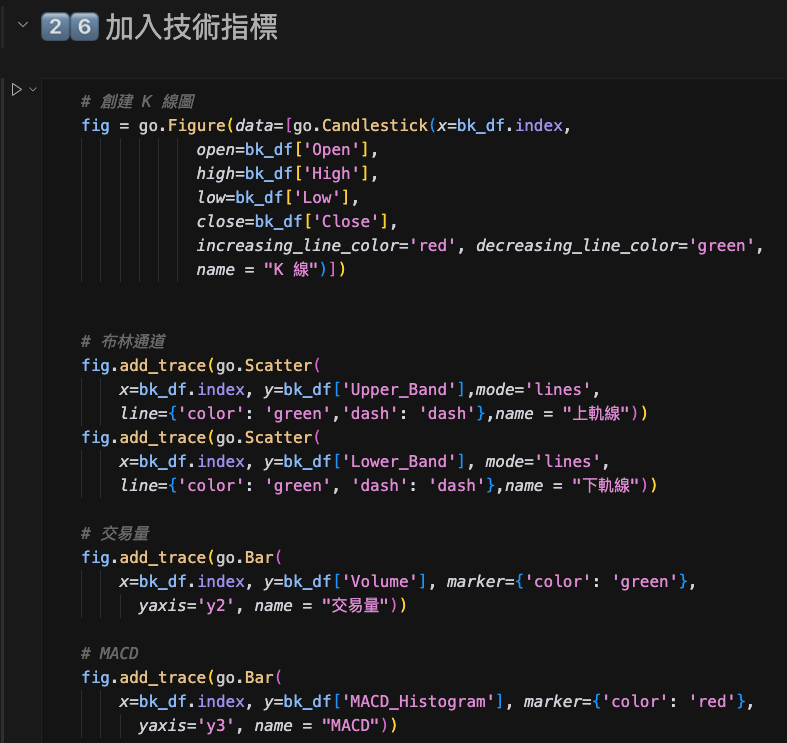 26 加入技術指標
# 創建 K 線圖
fig = go.Figure(data=[go.Candlestick(x=bk_df.index,
open=bk_df['Open'],
high=bk_df['High'],
low=bk_df['Low'],
close=bk_df['Close'],
increasing_line_color='red', decreasing_line_color='green',
name = "K 線")])
# 布林通道
fig.add_trace(go.Scatter(
x=bk_df.index, y=bk_df['Upper_Band'],mode='lines',
line={'color': 'green','dash': 'dash'},name = "上軌線"))
fig.add_trace(go.Scatter(
x=bk_df.index, y=bk_df['Lower_Band'], mode='lines',
line={'color': 'green', 'dash': 'dash'},name = "下軌線"))
# 交易量
fig.add_trace(go.Bar(
x=bk_df.index, y=bk_df['Volume'], marker={'color': 'green'},
yaxis='y2', name = "交易量"))
# MACD
fig.add_trace(go.Bar(
x=bk_df.index, y=bk_df['MACD_Histogram'], marker={'color': 'red'},
yaxis='y3', name = "MACD"))